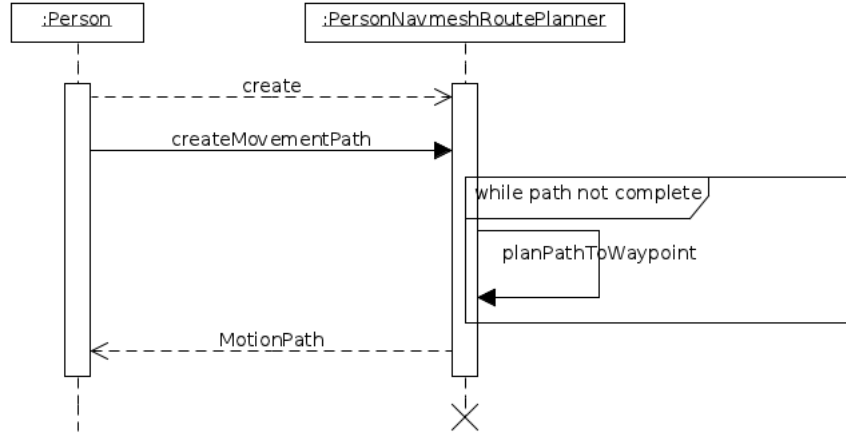 :Person
:PersonNavmeshRoutePlanner
create
createMovementPath
while path not complete
planPathToWaypoint
MotionPath